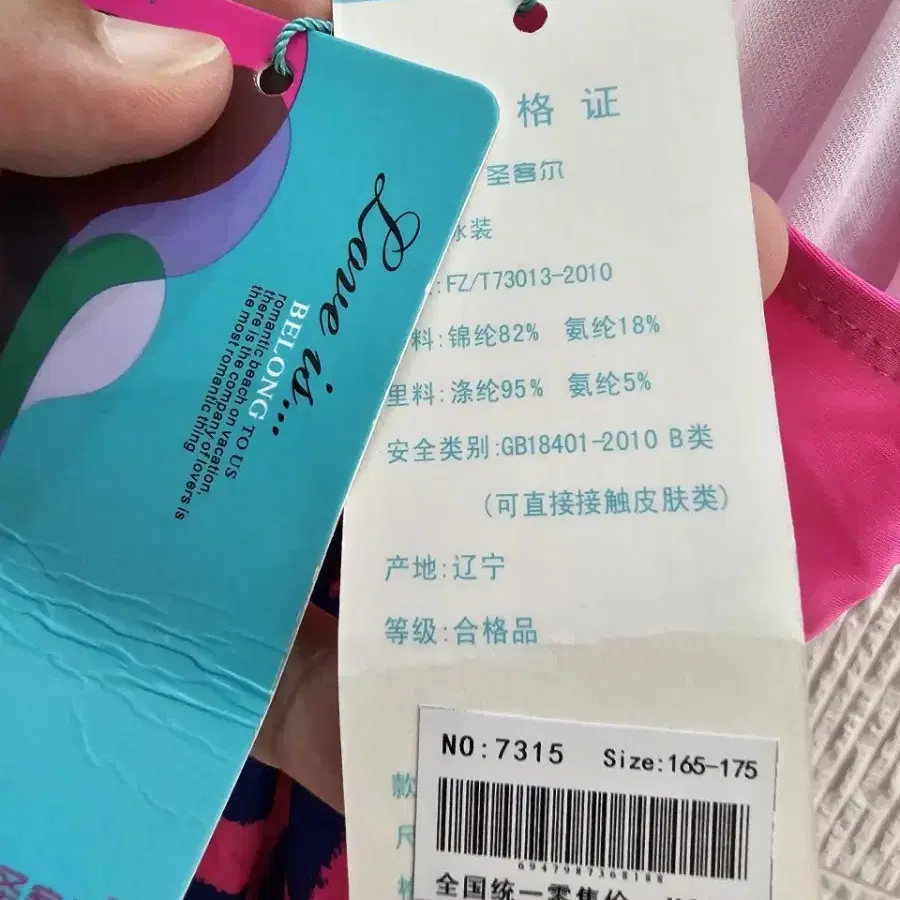 Love is...
BELONG TO US
romantic beach on vacation,
there is the company of lovers is
the most romantic thing
格证
圣客尔
泳装
:FZ/T73013-2010
料:锦纶82% 氨纶18%
里料:涤纶95% 氨纶5%
安全类别:GB18401-2010 B类
(可直接接触皮肤类)
产地:辽宁
等级:合格品
款
NO:7315 Size:165-175
6947987368188
全国统一零售价